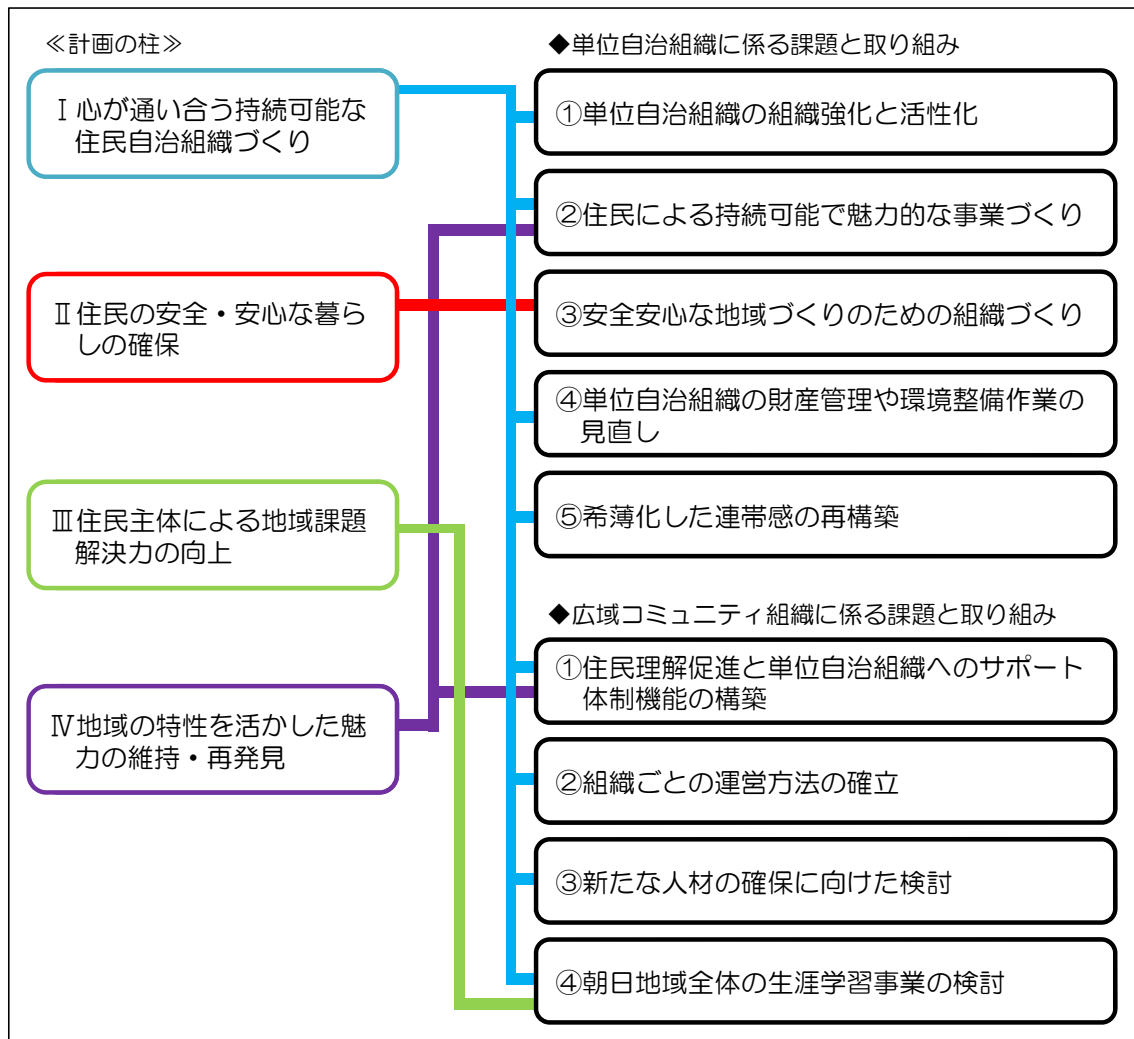 ≪計画の柱≫
Ⅰ心が通い合う持続可能な
住民自治組織づくり
Ⅱ住民の安全・安心な暮ら
しの確保
Ⅲ住民主体による地域課題
解決力の向上
Ⅳ地域の特性を活かした魅
力の維持・再発見
◆単位自治組織に係る課題と取り組み
①単位自治組織の組織強化と活性化
②住民による持続可能で魅力的な事業づくり
③安全安心な地域づくりのための組織づくり
④単位自治組織の財産管理や環境整備作業の
見直し
⑤希薄化した連帯感の再構築
◆広域コミュニティ組織に係る課題と取り組み
①住民理解促進と単位自治組織へのサポート
体制機能の構築
②組織ごとの運営方法の確立
③新たな人材の確保に向けた検討
④朝日地域全体の生涯学習事業の検討